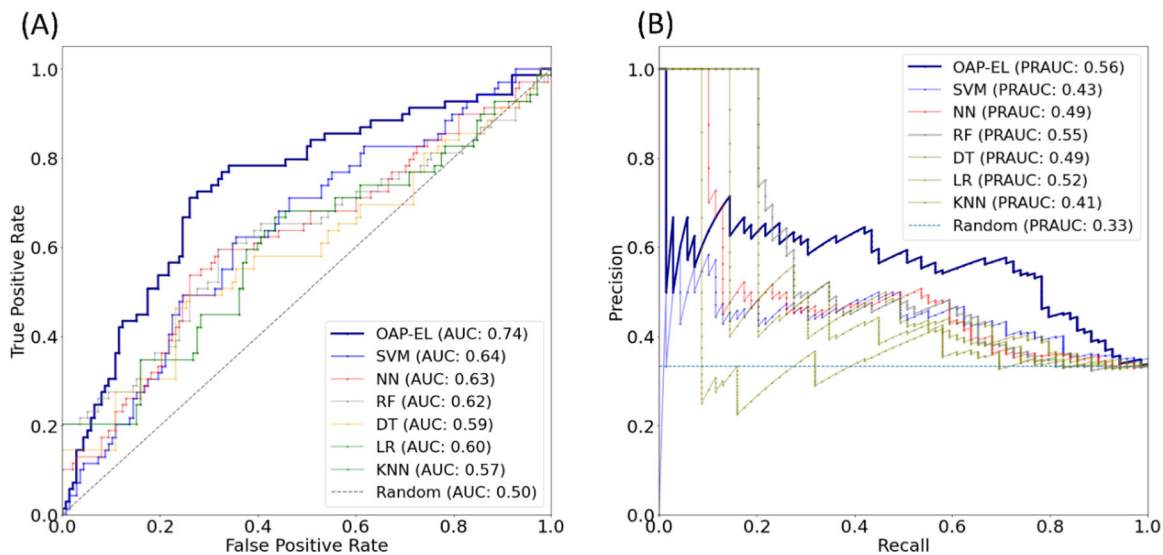 (A)
1.0
0.8
0.6
0.4
0.2
0.0
True Positive Rate
OAP-EL (AUC: 0.74)
SVM (AUC: 0.64)
NN (AUC: 0.63)
RF (AUC: 0.62)
DT (AUC: 0.59)
LR (AUC: 0.60)
KNN (AUC: 0.57)
Random (AUC: 0.50)
0.0 0.2 0.4 0.6 0.8 1.0
False Positive Rate
(B)
1.0
0.8
0.6
0.4
0.2
0.0
Precision
OAP-EL (PRAUC: 0.56)
SVM (PRAUC: 0.43)
NN (PRAUC: 0.49)
RF (PRAUC: 0.55)
DT (PRAUC: 0.49)
LR (PRAUC: 0.52)
KNN (PRAUC: 0.41)
Random (PRAUC: 0.33)
0.0 0.2 0.4 0.6 0.8 1.0
Recall